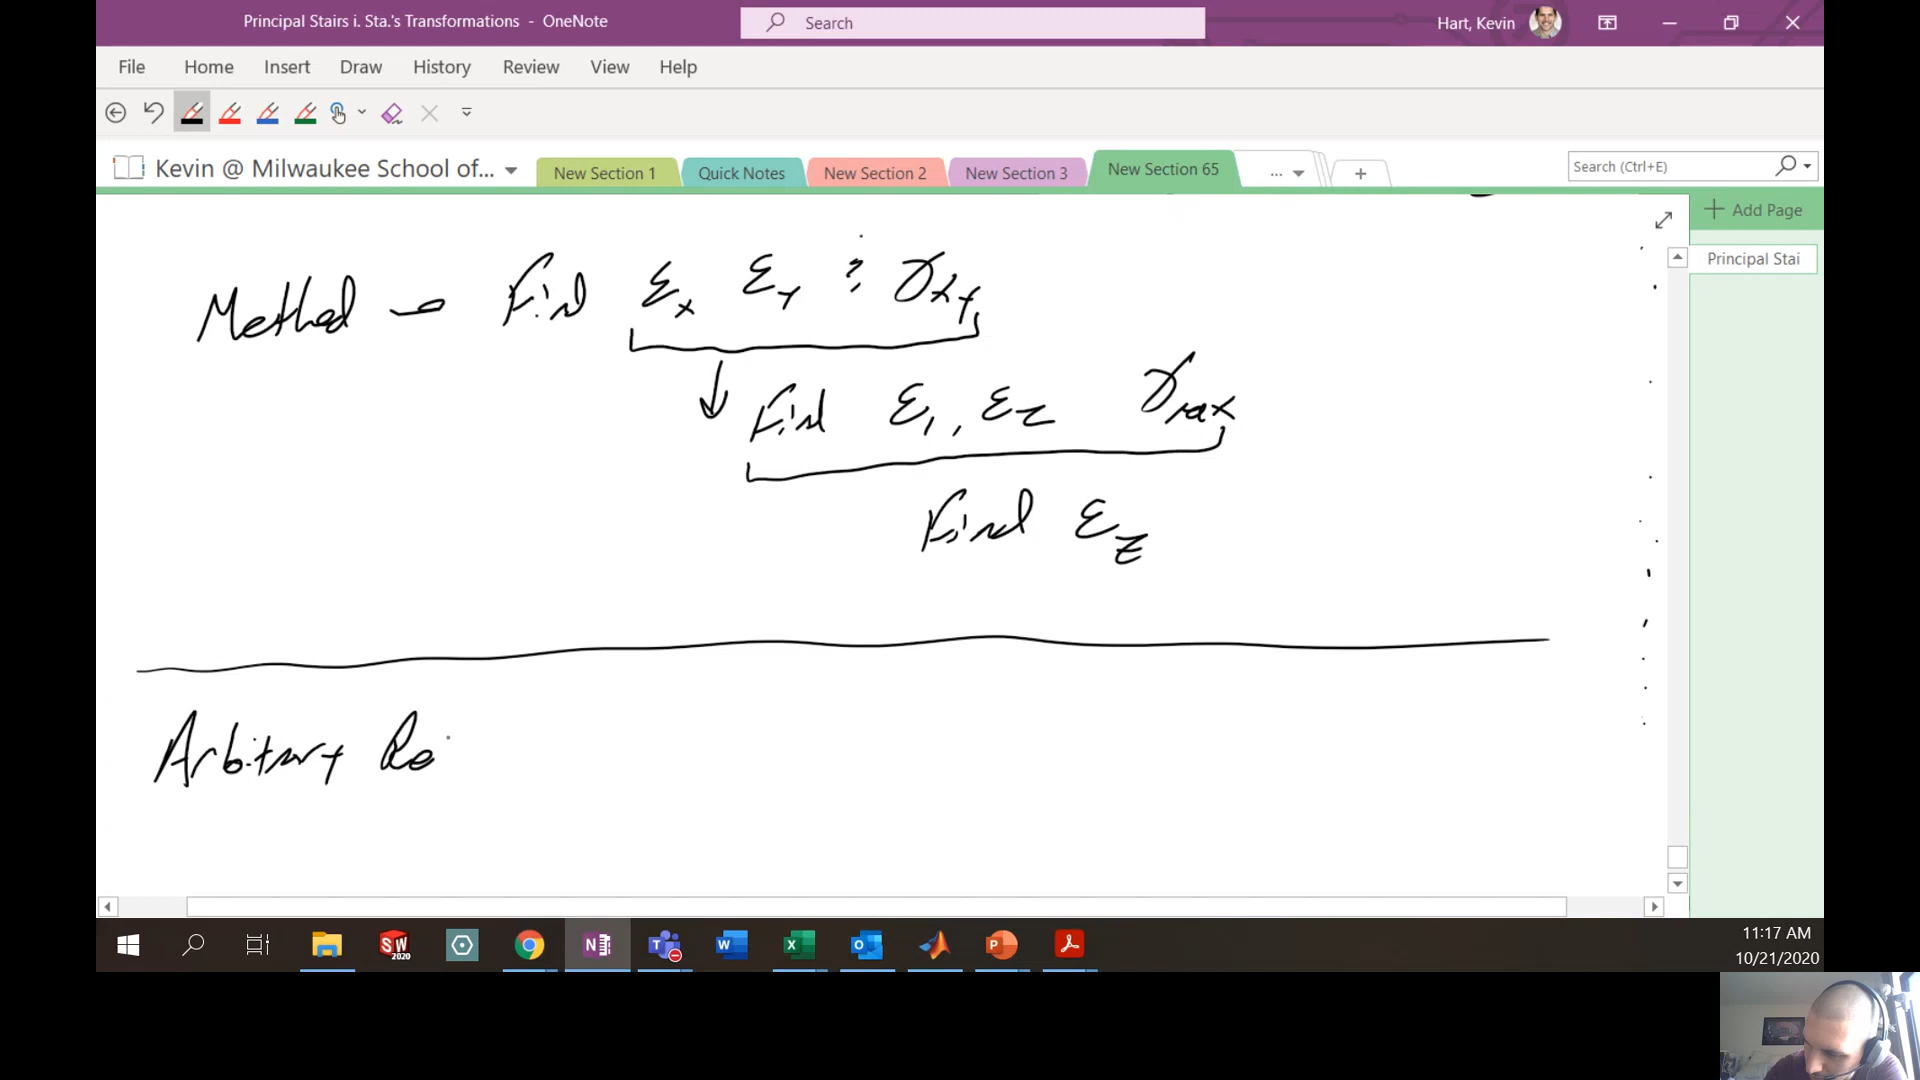 Principal Stairs i. Sta.'s Transformations - OneNote
Search
Hart, Kevin
File Home Insert Draw History Review View Help
Kevin @ Milwaukee School of...
New Section 1
Quick Notes
New Section 2
New Section 3
New Section 65
...
Search (Ctrl+E)
Add Page
Principal Stai
Method → Find εx εy ; γxy
Find ε1, ε2 γmax
Find εz
Arbitrary Re
SW 2020
N
T
W
X
O
P
11:17 AM
10/21/2020